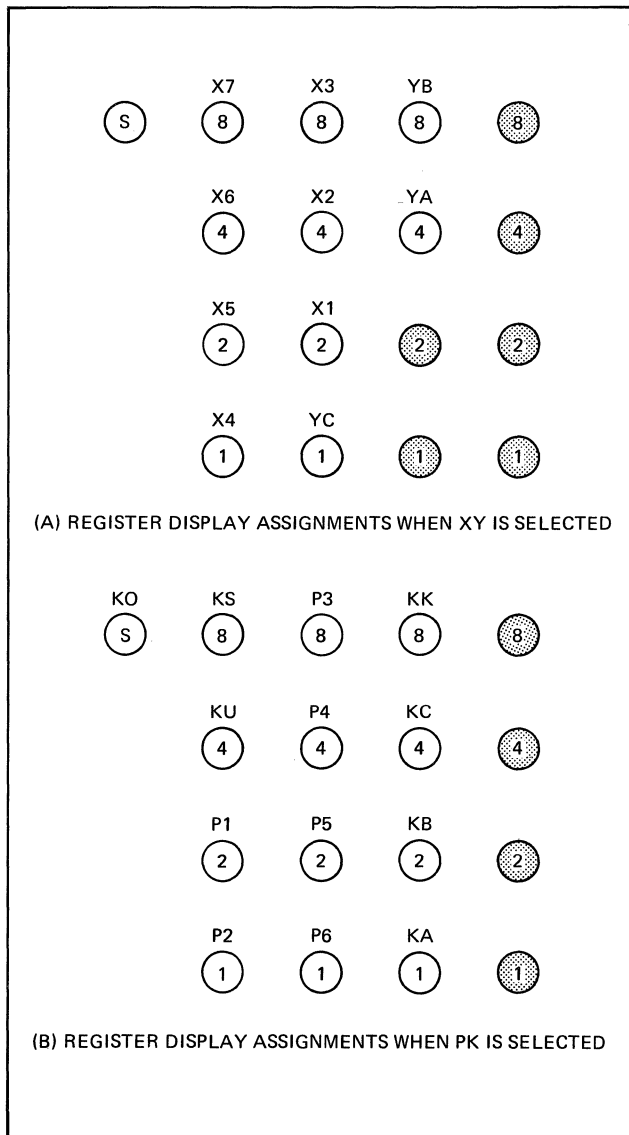 X7 X3 YB
S 8 8 8 8
X6 X2 YA
4 4 4 4
X5 X1
2 2 2 2
X4 YC
1 1 1 1
(A) REGISTER DISPLAY ASSIGNMENTS WHEN XY IS SELECTED
KO KS P3 KK
S 8 8 8 8
KU P4 KC
4 4 4 4
P1 P5 KB
2 2 2 2
P2 P6 KA
1 1 1 1
(B) REGISTER DISPLAY ASSIGNMENTS WHEN PK IS SELECTED